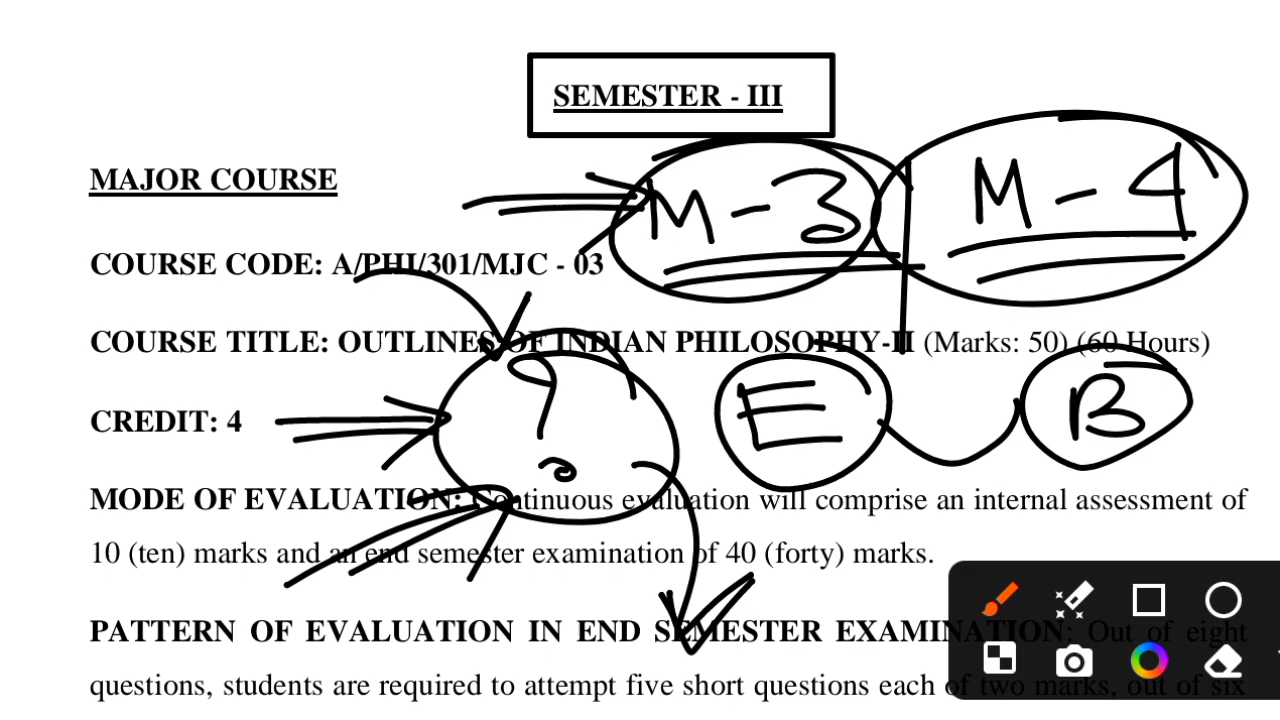 SEMESTER - III
MAJOR COURSE
M - 3 M - 4
COURSE CODE: A/PHI/301/MJC - 03
COURSE TITLE: OUTLINES OF INDIAN PHILOSOPHY-II (Marks: 50) (60 Hours)
E B
CREDIT: 4
?
MODE OF EVALUATION: Continuous evaluation will comprise an internal assessment of
10 (ten) marks and an end semester examination of 40 (forty) marks.
PATTERN OF EVALUATION IN END SEMESTER EXAMINATION: Out of eight
questions, students are required to attempt five short questions each of two marks, out of six